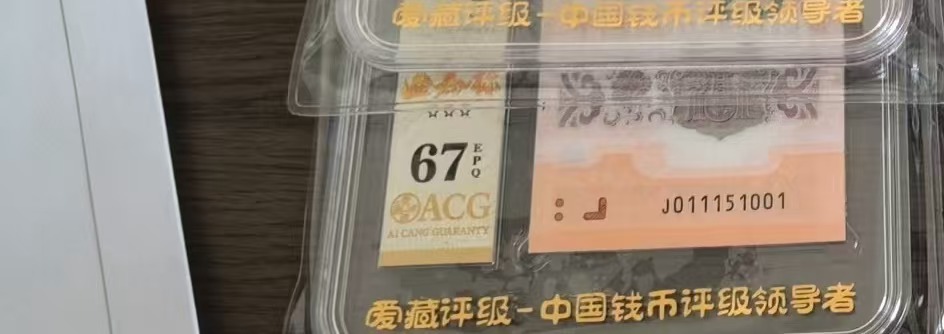 爱藏评级-中国钱币评级领导者
67 EPQ
ACG
AI CANG GUREANTY
J011151001
爱藏评级-中国钱币评级领导者